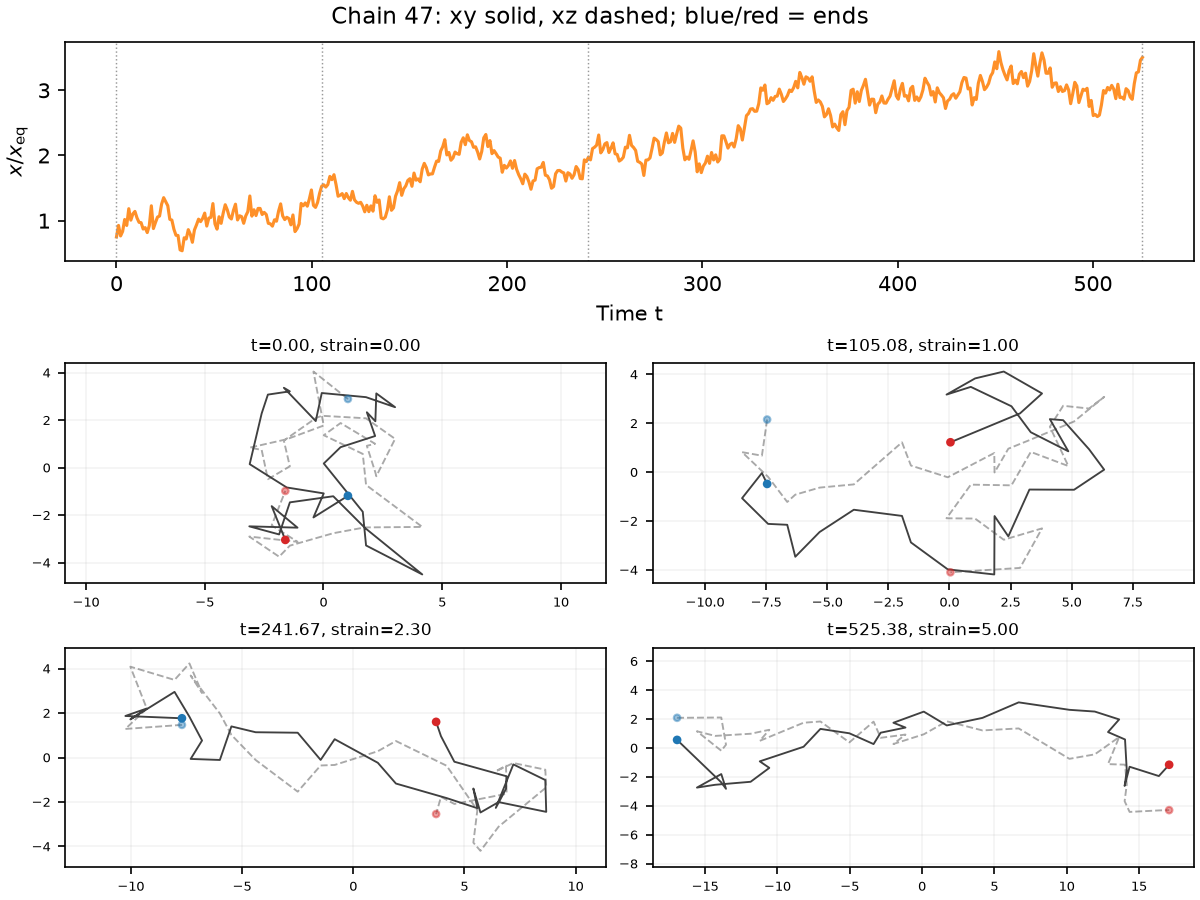 Chain 47: xy solid, xz dashed; blue/red = ends
x/x_eq
3
2
1
0 100 200 300 400 500
Time t
t=0.00, strain=0.00
4
2
0
−2
−4
−10 −5 0 5 10
t=105.08, strain=1.00
4
2
0
−2
−4
−10.0 −7.5 −5.0 −2.5 0.0 2.5 5.0 7.5
t=241.67, strain=2.30
4
2
0
−2
−4
−10 −5 0 5 10
t=525.38, strain=5.00
6
4
2
0
−2
−4
−6
−8
−15 −10 −5 0 5 10 15